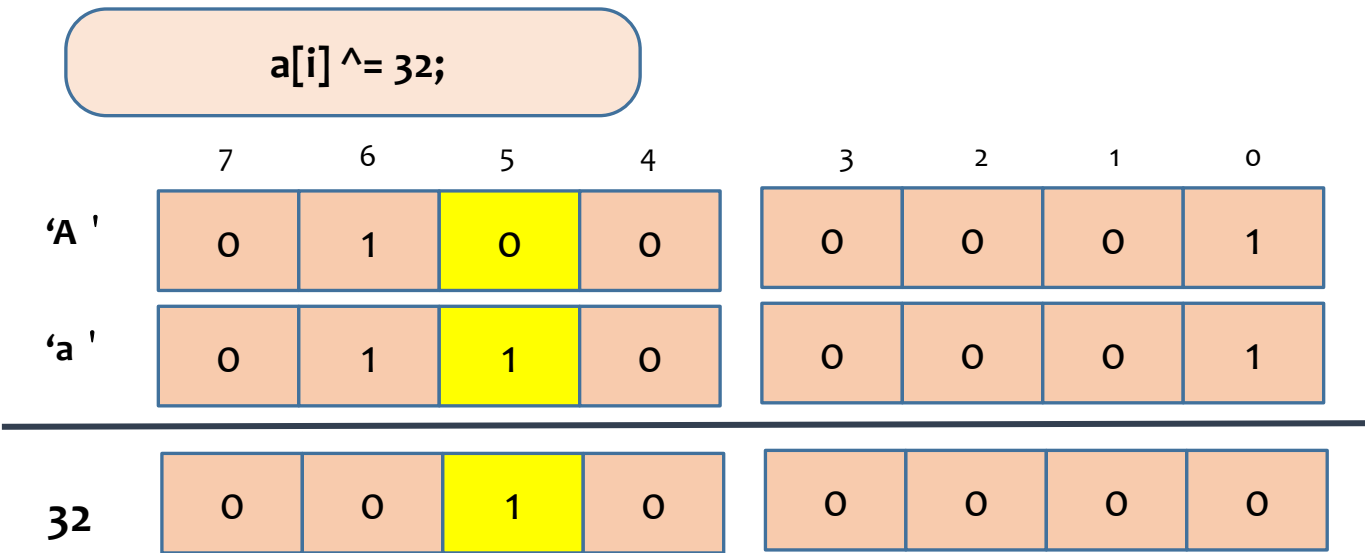 a[i] ^= 32;
7 6 5 4 3 2 1 0
‘A ' 0 1 0 0 0 0 0 1
‘a ' 0 1 1 0 0 0 0 1
32 0 0 1 0 0 0 0 0